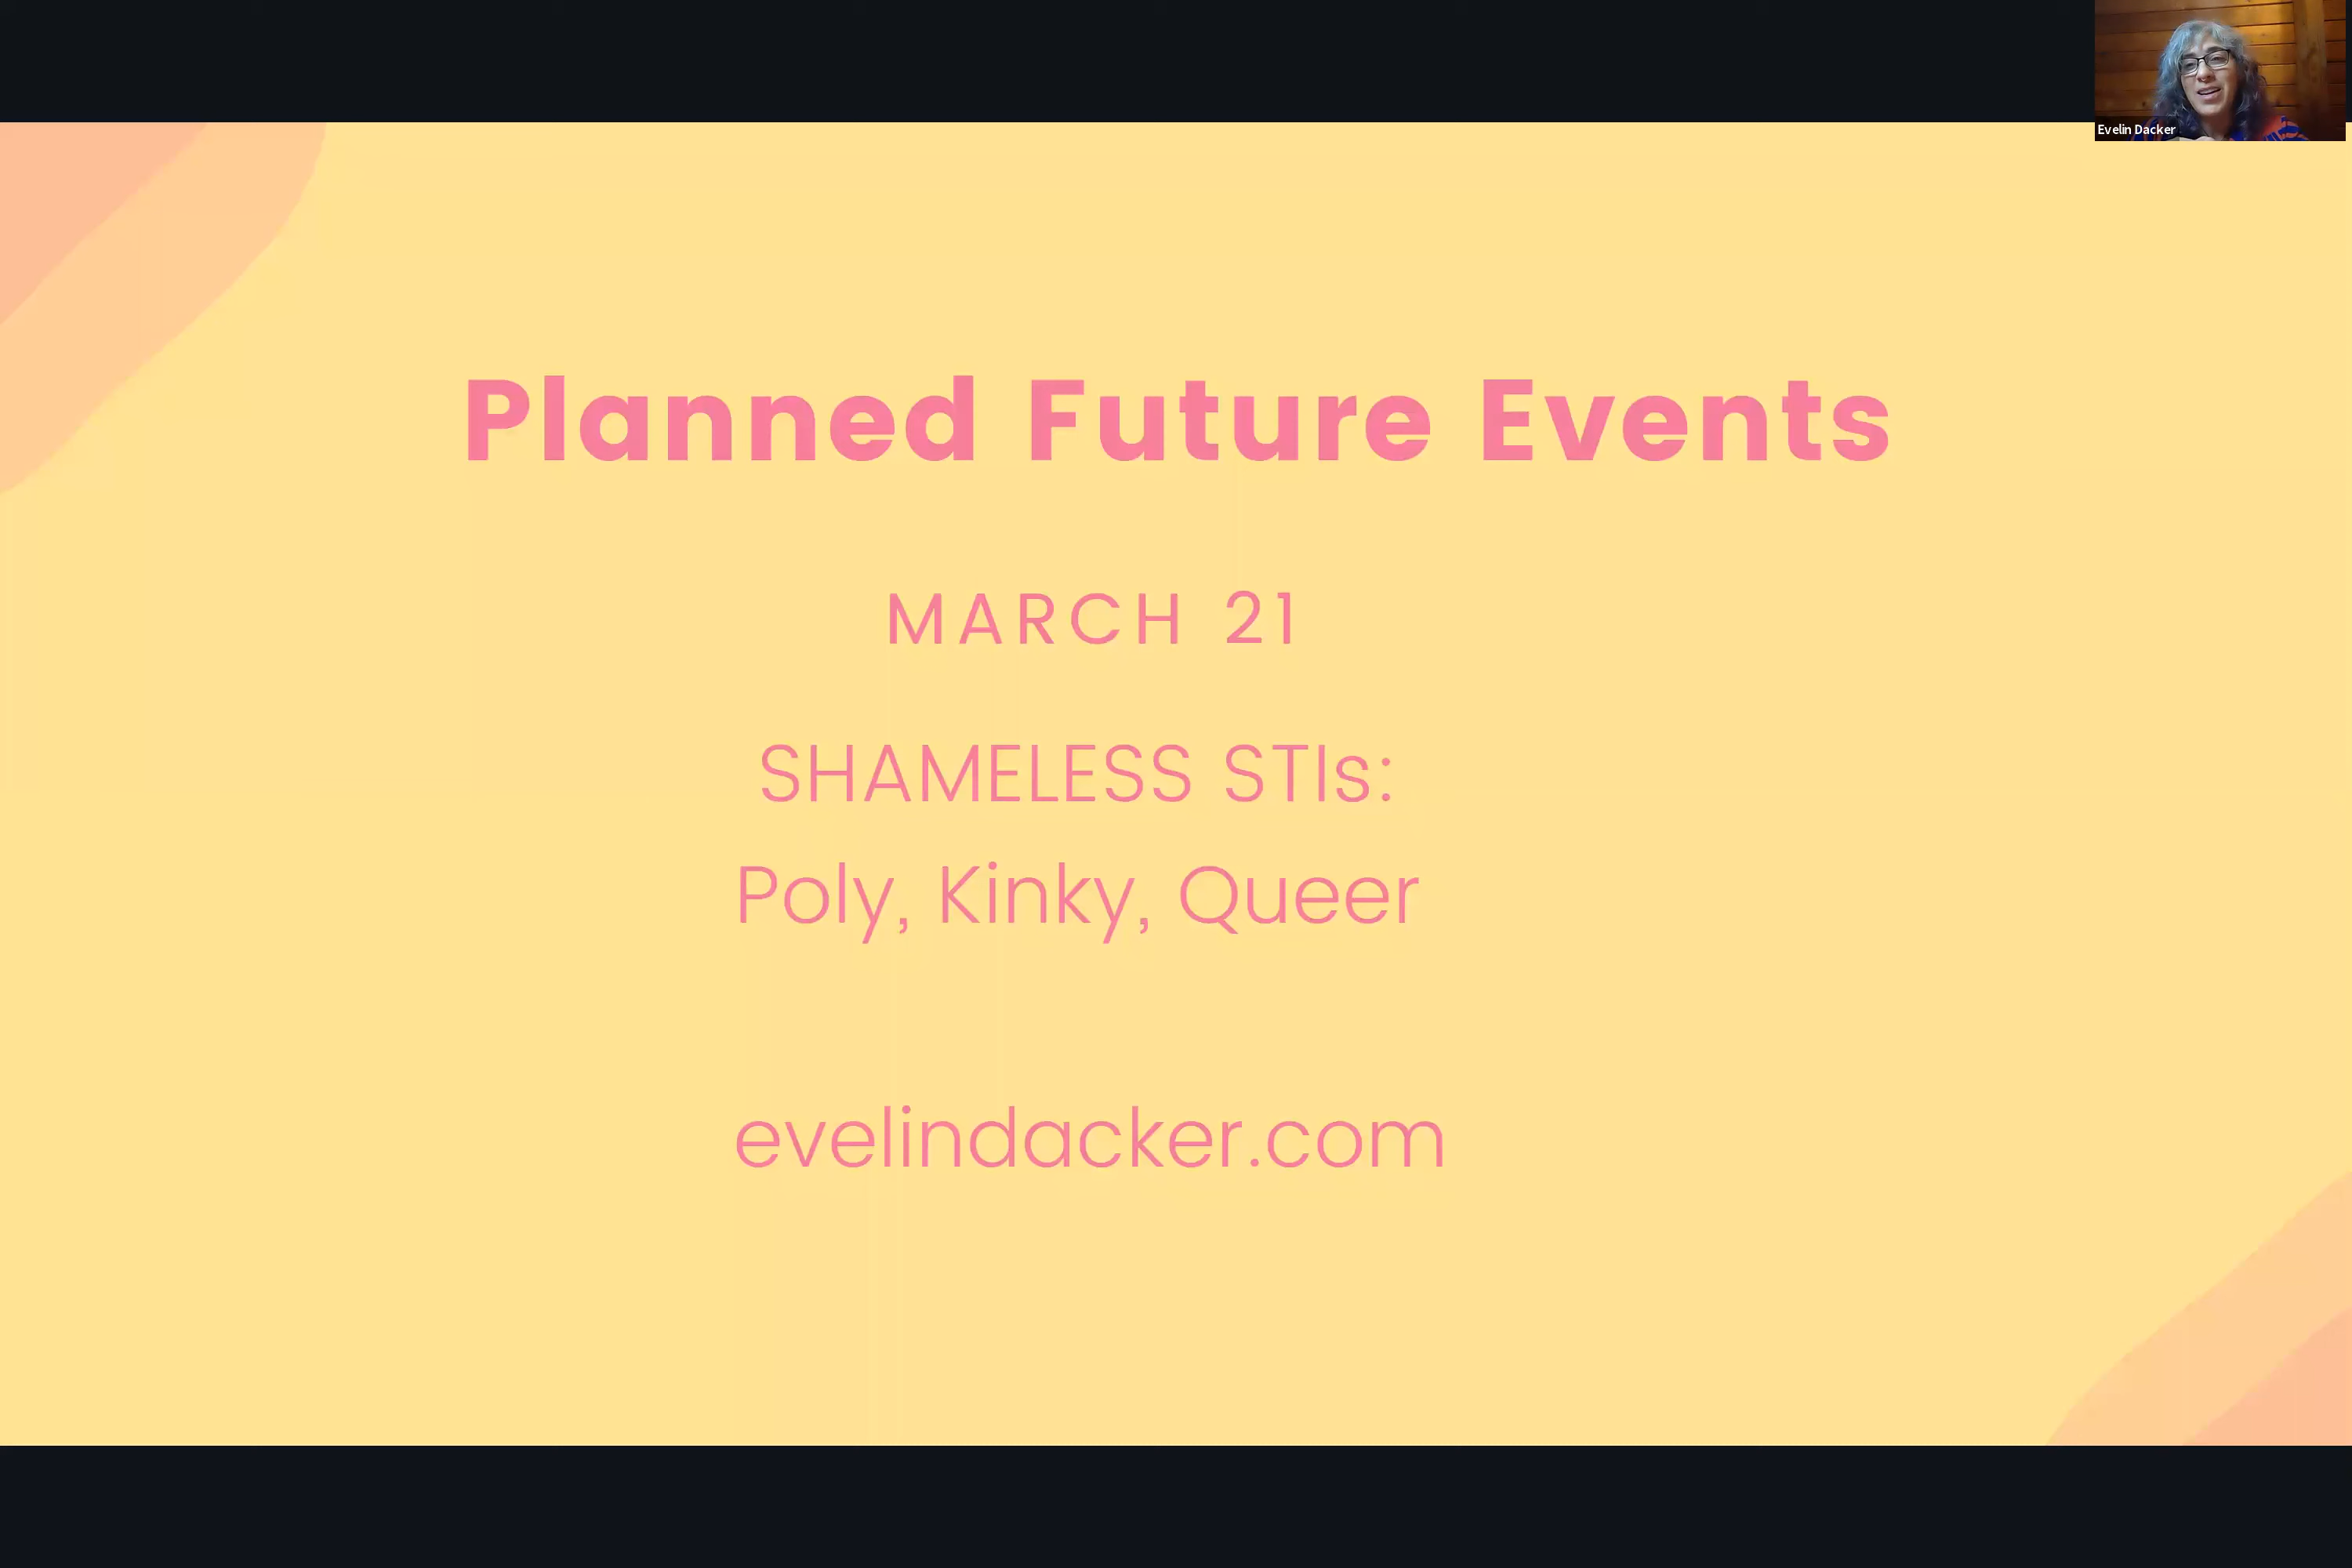 Evelin Dacker
Planned Future Events
MARCH 21
SHAMELESS STIs:
Poly, Kinky, Queer
evelindacker.com